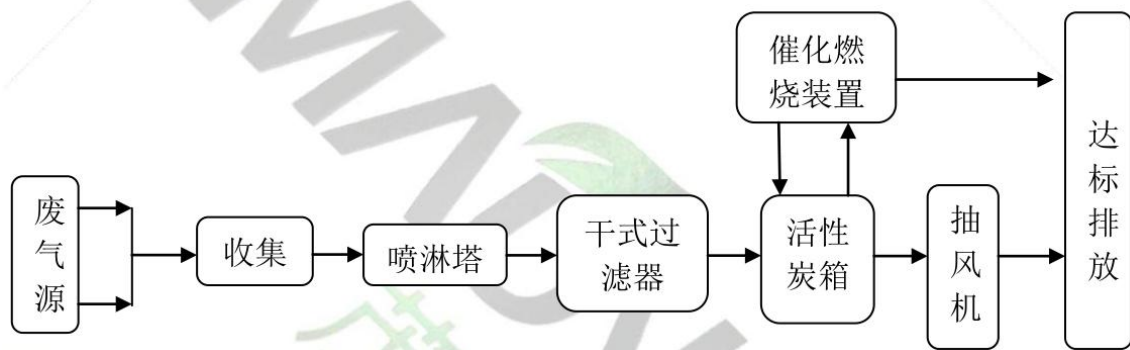 废
气
源
收集
喷淋塔
干式过
滤器
催化燃
烧装置
活性
炭箱
抽
风
机
达
标
排
放